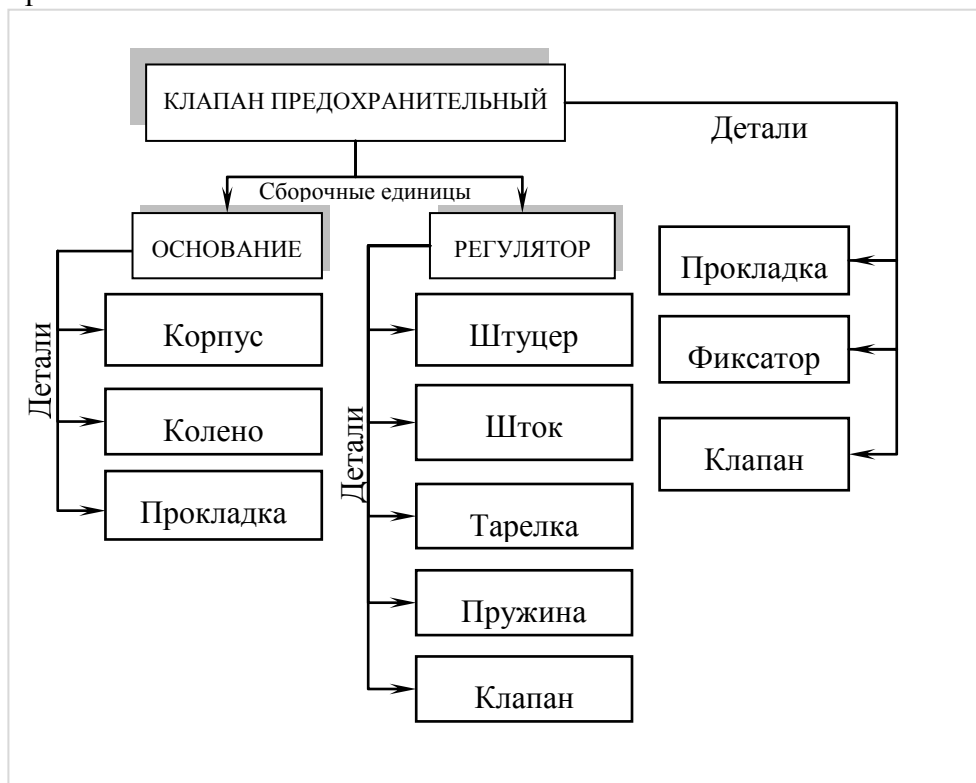 КЛАПАН ПРЕДОХРАНИТЕЛЬНЫЙ
Детали
Сборочные единицы
ОСНОВАНИЕ
РЕГУЛЯТОР
Детали
Корпус
Колено
Прокладка
Детали
Штуцер
Шток
Тарелка
Пружина
Клапан
Прокладка
Фиксатор
Клапан